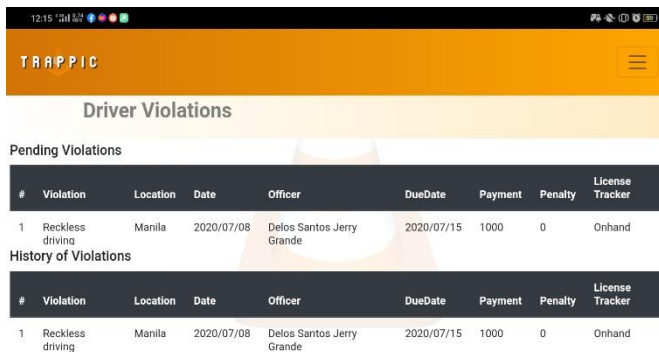 12:15
TRAPPIC
Driver Violations
Pending Violations
# Violation Location Date Officer DueDate Payment Penalty License Tracker
1 Reckless driving Manila 2020/07/08 Delos Santos Jerry Grande 2020/07/15 1000 0 Onhand
History of Violations
# Violation Location Date Officer DueDate Payment Penalty License Tracker
1 Reckless driving Manila 2020/07/08 Delos Santos Jerry Grande 2020/07/15 1000 0 Onhand